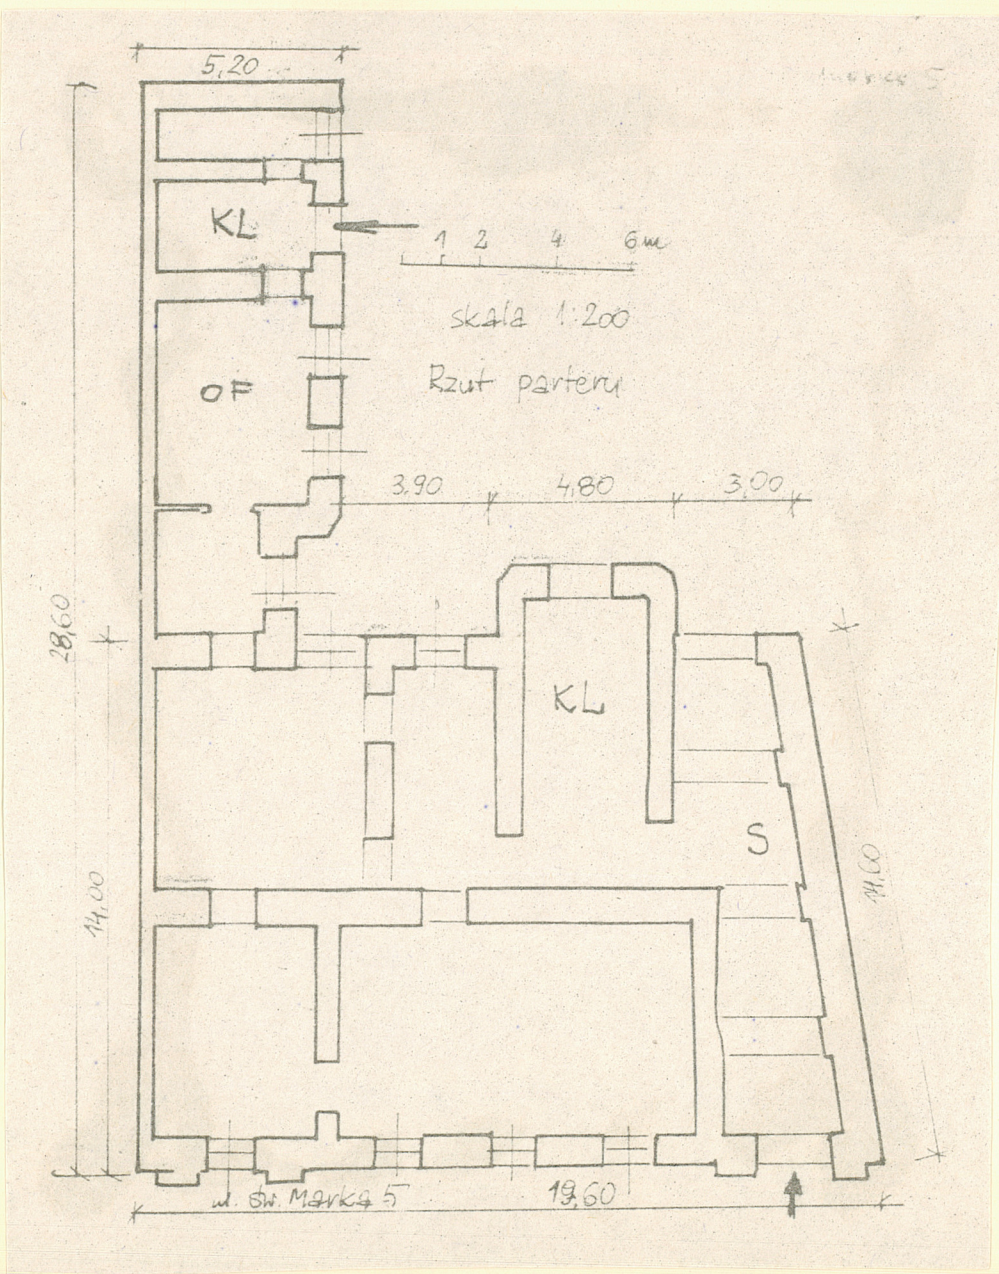 5,20
KL
1 2 4 6m
skala 1:200
Rzut parteru
OF
3,90 4,80 3,00
28,60
KL
S
14,00
14,00
ul. św. Marka 5
19,60